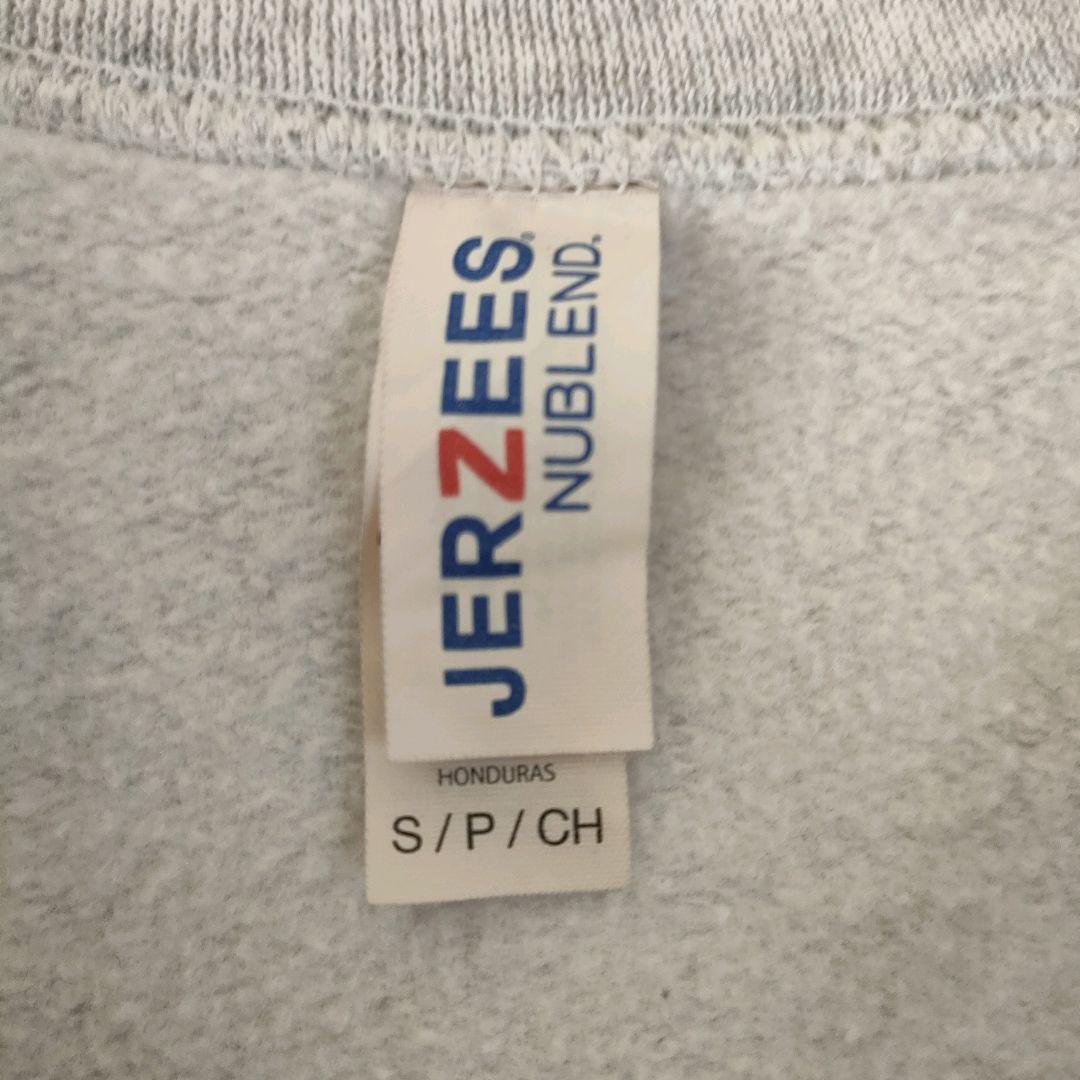 JERZEES®
NUBLEND®
HONDURAS
S / P / CH